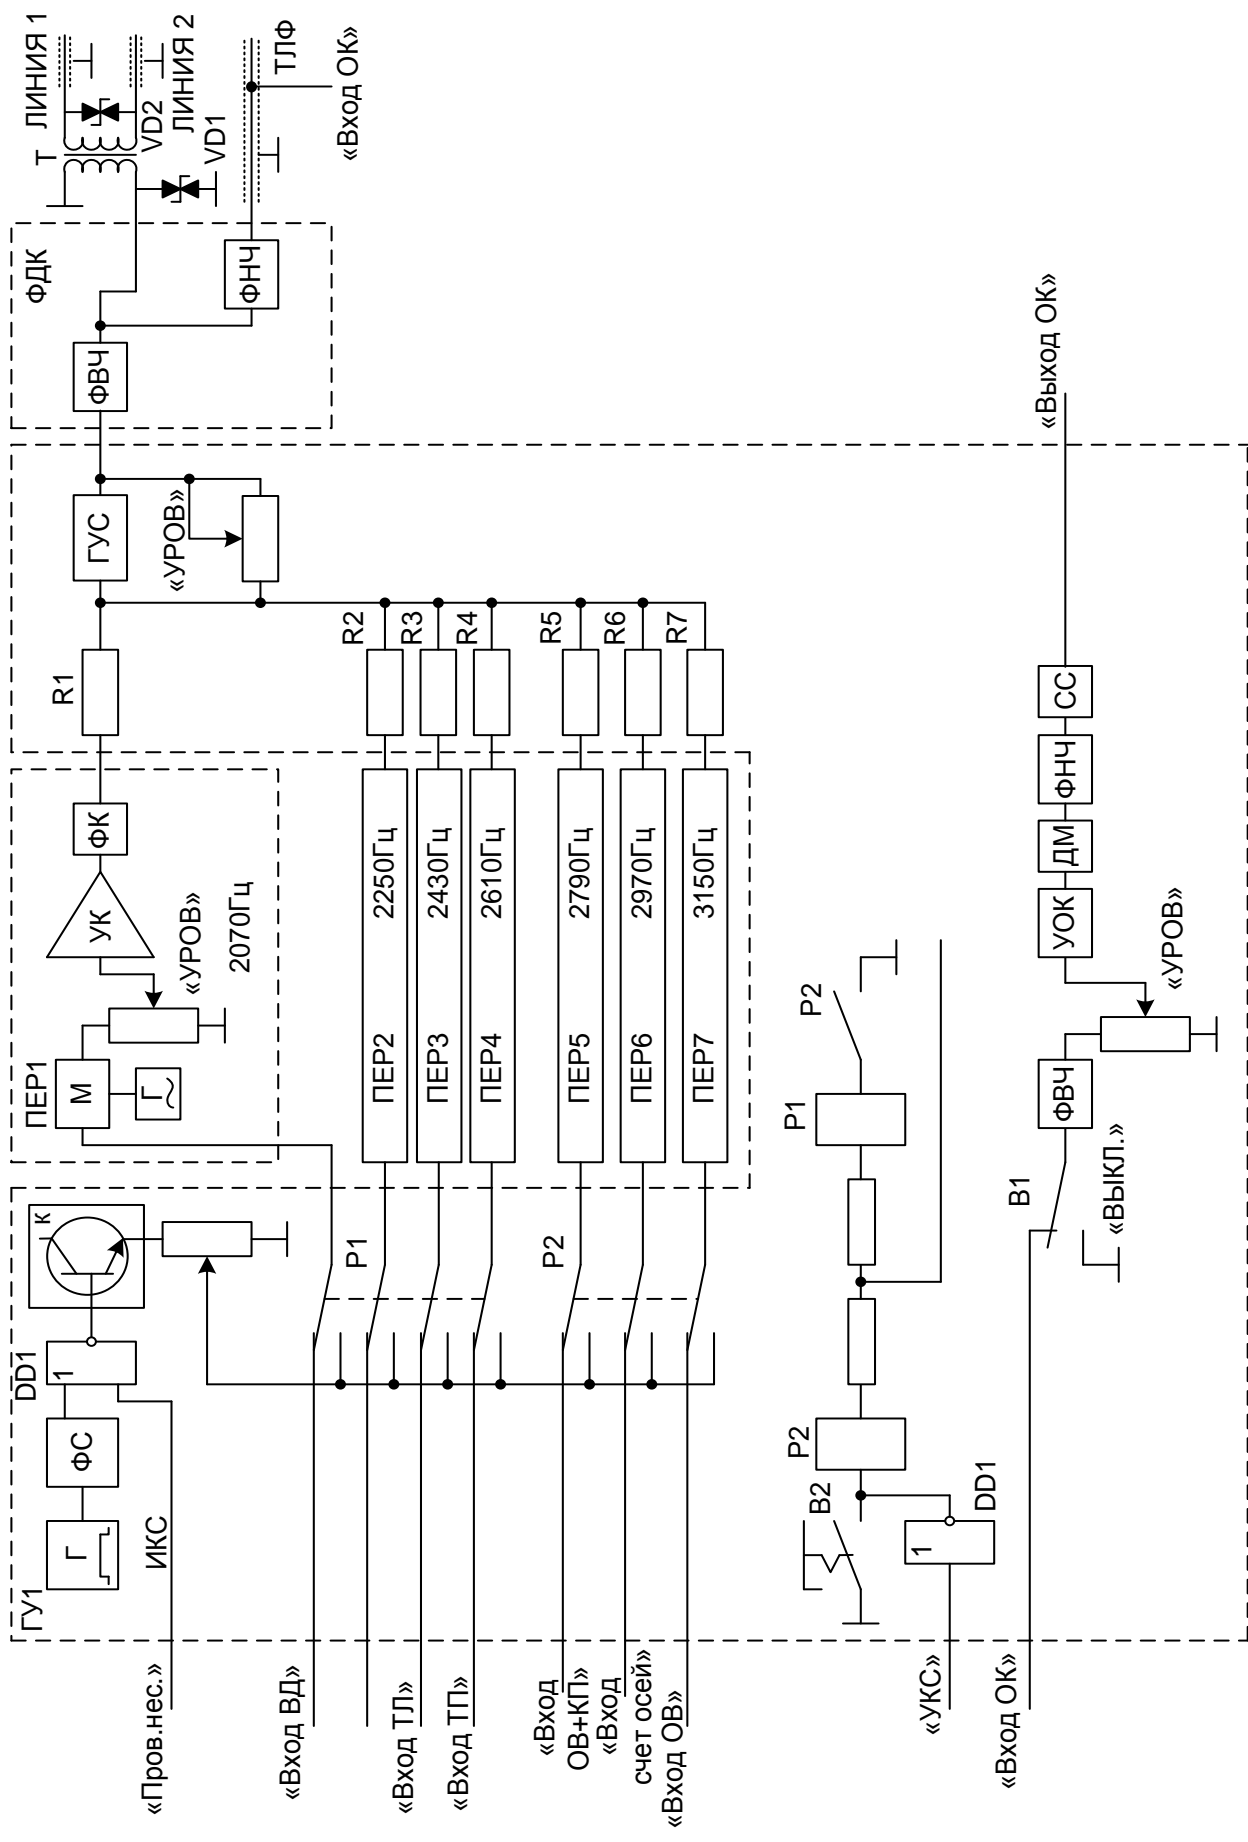 ГУ1
Г
ФС
DD1
1
к
ИКС
«Пров.нес.»
ПЕР1
М
Г
УК
ФК
«УРОВ»
2070Гц
R1
ГУС
«УРОВ»
ФДК
ФВЧ
ФНЧ
Т
ЛИНИЯ 1
VD2
ЛИНИЯ 2
VD1
ТЛФ
«Вход ОК»
«Вход ВД»
«Вход ТЛ»
«Вход ТП»
«Вход
ОВ+КП»
«Вход
счет осей»
«Вход ОВ»
Р1
Р2
ПЕР2 2250Гц
R2
ПЕР3 2430Гц
R3
ПЕР4 2610Гц
R4
ПЕР5 2790Гц
R5
ПЕР6 2970Гц
R6
ПЕР7 3150Гц
R7
В2
Р2
Р1
Р2
1
DD1
«УКС»
«Вход ОК»
В1
«ВЫКЛ.»
ФВЧ
«УРОВ»
УОК
ДМ
ФНЧ
СС
«Выход ОК»